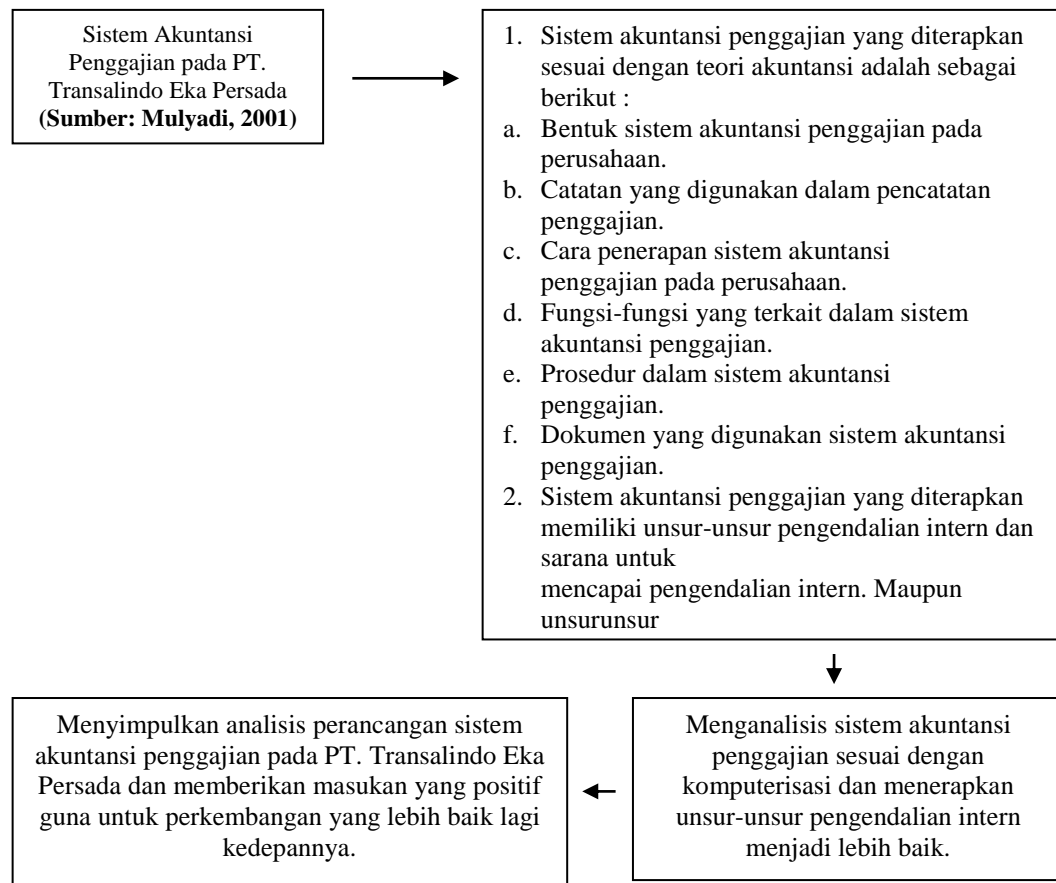 Sistem Akuntansi
Penggajian pada PT.
Transalindo Eka Persada
(Sumber: Mulyadi, 2001)
1. Sistem akuntansi penggajian yang diterapkan
sesuai dengan teori akuntansi adalah sebagai
berikut :
a. Bentuk sistem akuntansi penggajian pada
perusahaan.
b. Catatan yang digunakan dalam pencatatan
penggajian.
c. Cara penerapan sistem akuntansi
penggajian pada perusahaan.
d. Fungsi-fungsi yang terkait dalam sistem
akuntansi penggajian.
e. Prosedur dalam sistem akuntansi
penggajian.
f. Dokumen yang digunakan sistem akuntansi
penggajian.
2. Sistem akuntansi penggajian yang diterapkan
memiliki unsur-unsur pengendalian intern dan
sarana untuk
mencapai pengendalian intern. Maupun
unsurunsur
Menganalisis sistem akuntansi
penggajian sesuai dengan
komputerisasi dan menerapkan
unsur-unsur pengendalian intern
menjadi lebih baik.
Menyimpulkan analisis perancangan sistem
akuntansi penggajian pada PT. Transalindo Eka
Persada dan memberikan masukan yang positif
guna untuk perkembangan yang lebih baik lagi
kedepannya.